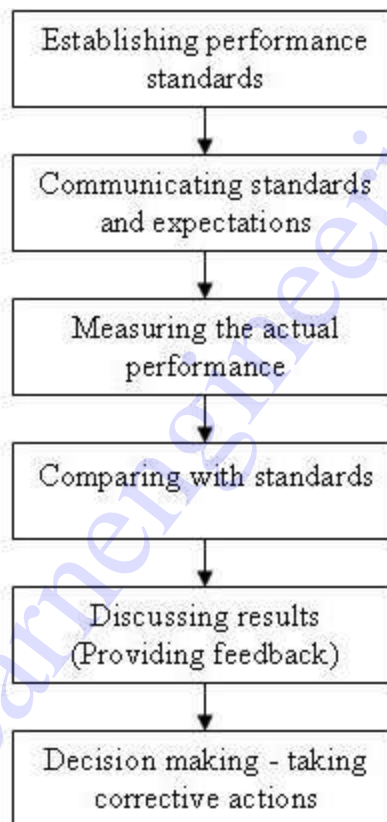 Establishing performance
standards
Communicating standards
and expectations
Measuring the actual
performance
Comparing with standards
Discussing results
(Providing feedback)
Decision making - taking
corrective actions